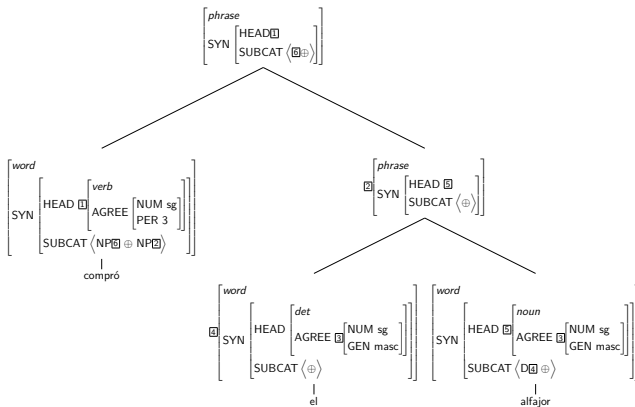 phrase
SYN
HEAD 1
SUBCAT ⟨6 ⊕⟩
word
SYN
HEAD 1
verb
AGREE
NUM sg
PER 3
SUBCAT ⟨NP6 ⊕ NP2⟩
compró
2
phrase
SYN
HEAD 5
SUBCAT ⟨⊕⟩
4
word
SYN
HEAD
det
AGREE 3
NUM sg
GEN masc
SUBCAT ⟨⊕⟩
el
word
SYN
HEAD 5
noun
AGREE 3
NUM sg
GEN masc
SUBCAT ⟨D4 ⊕⟩
alfajor